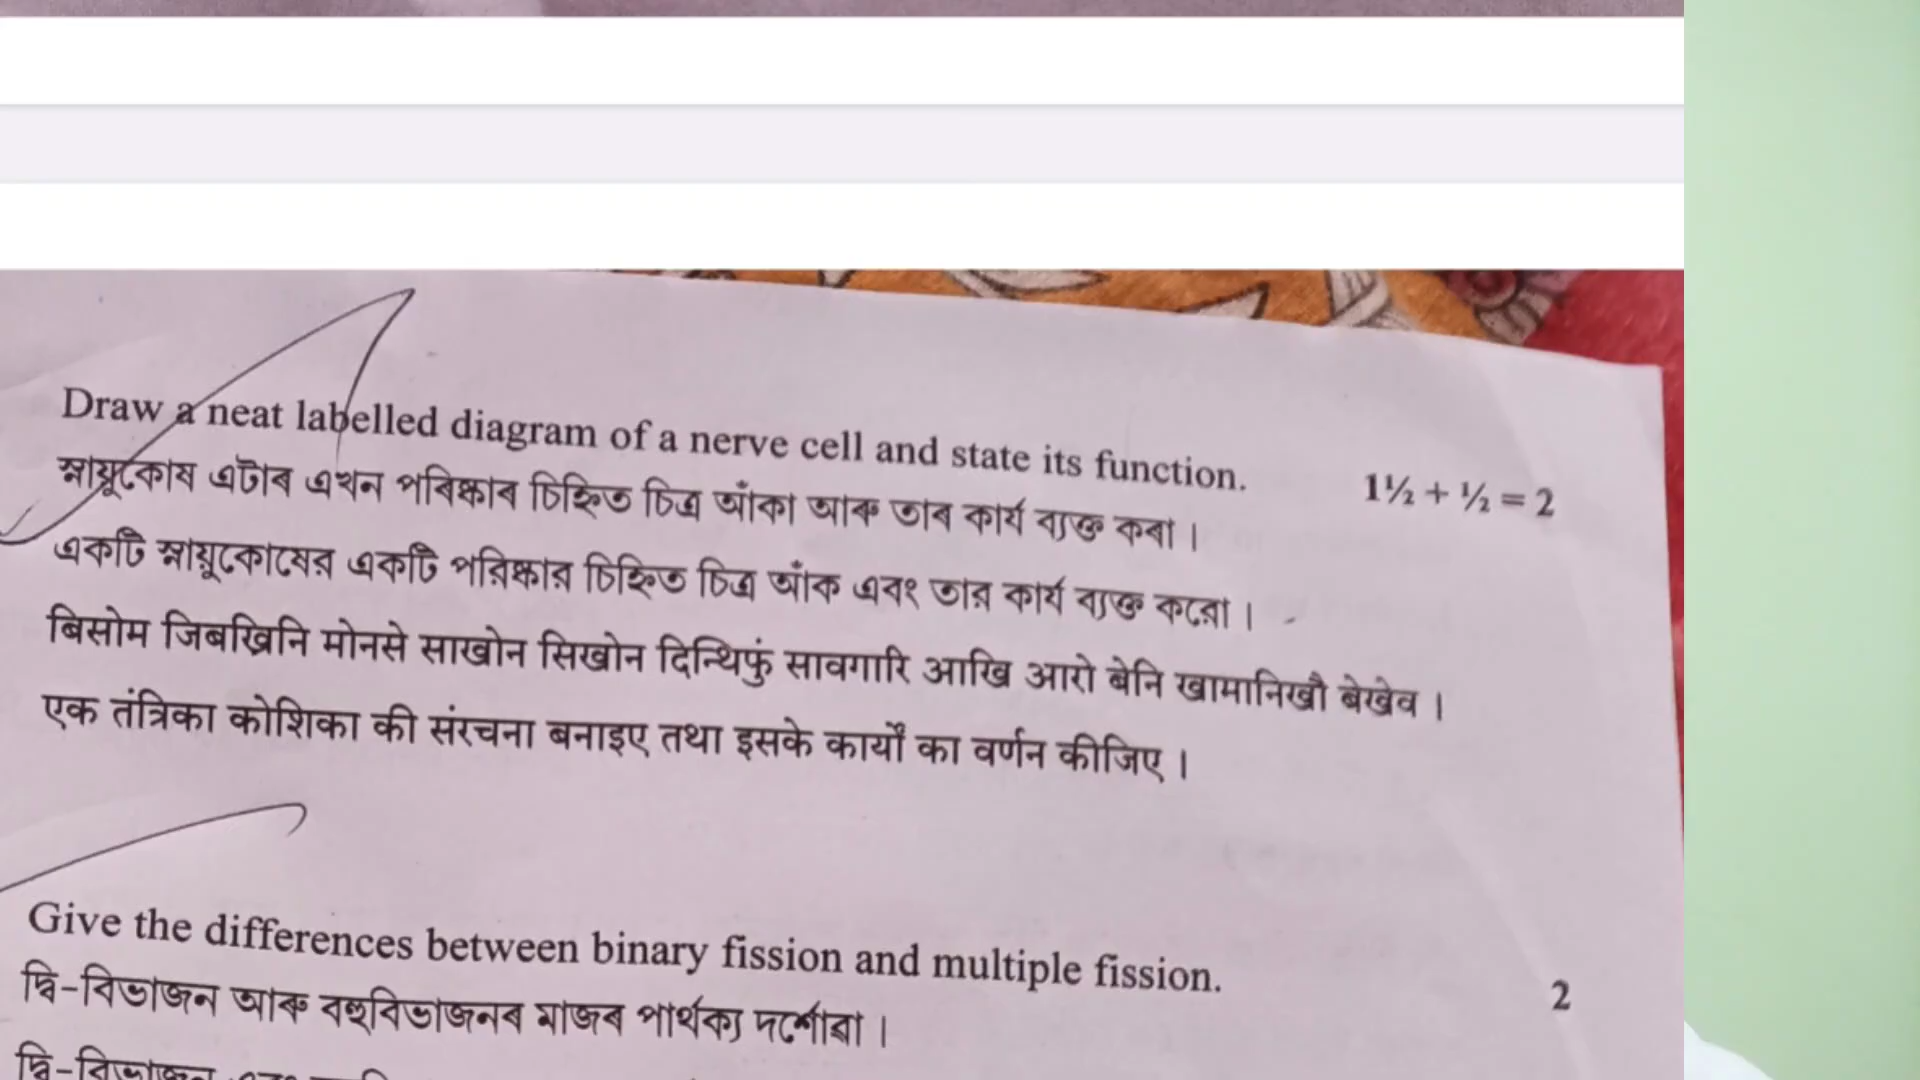 Draw a neat labelled diagram of a nerve cell and state its function. 1½ + ½ = 2
স্নায়ুকোষ এটাৰ এখন পৰিষ্কাৰ চিহ্নিত চিত্ৰ আঁকা আৰু তাৰ কাৰ্য ব্যক্ত কৰা ।
একটি স্নায়ুকোষের একটি পরিষ্কার চিহ্নিত চিত্র আঁক এবং তার কার্য ব্যক্ত করো ।
बिसोम जिबख्रिनि मोनसे साखोन सिखोन दिन्थिफुं सावगारि आखि आरो बेनि खामानिखौ बेखेव ।
एक तंत्रिका कोशिका की संरचना बनाइए तथा इसके कार्यों का वर्णन कीजिए ।
Give the differences between binary fission and multiple fission. 2
দ্বি-বিভাজন আৰু বহুবিভাজনৰ মাজৰ পাৰ্থক্য দৰ্শোৱা ।
দ্বি-বিভাজন এবং